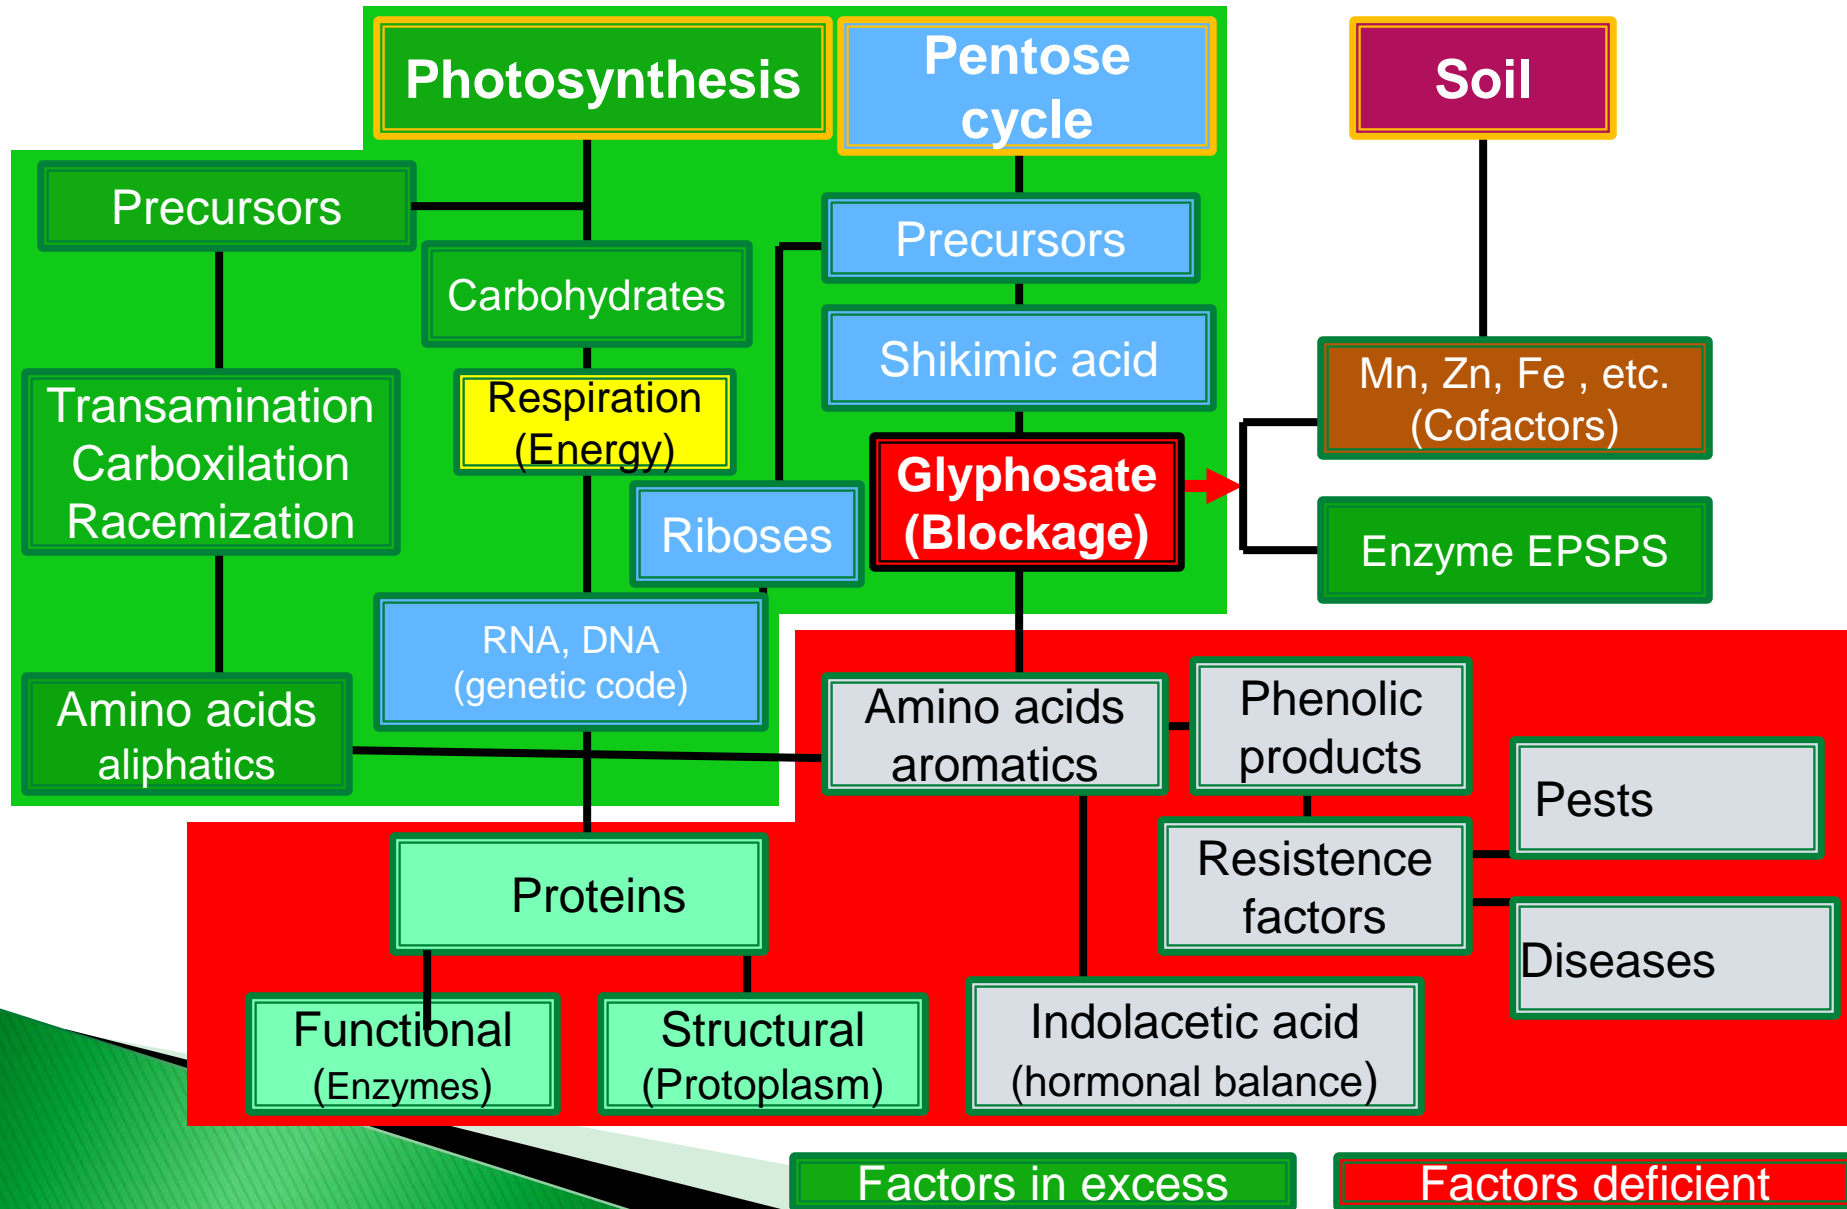 Photosynthesis
Pentose
cycle
Soil
Precursors
Precursors
Carbohydrates
Shikimic acid
Mn, Zn, Fe , etc.
(Cofactors)
Transamination
Carboxilation
Racemization
Respiration
(Energy)
Glyphosate
(Blockage)
Riboses
Enzyme EPSPS
RNA, DNA
(genetic code)
Amino acids
aliphatics
Amino acids
aromatics
Phenolic
products
Pests
Resistence
factors
Proteins
Diseases
Functional
(Enzymes)
Structural
(Protoplasm)
Indolacetic acid
(hormonal balance)
Factors in excess
Factors deficient